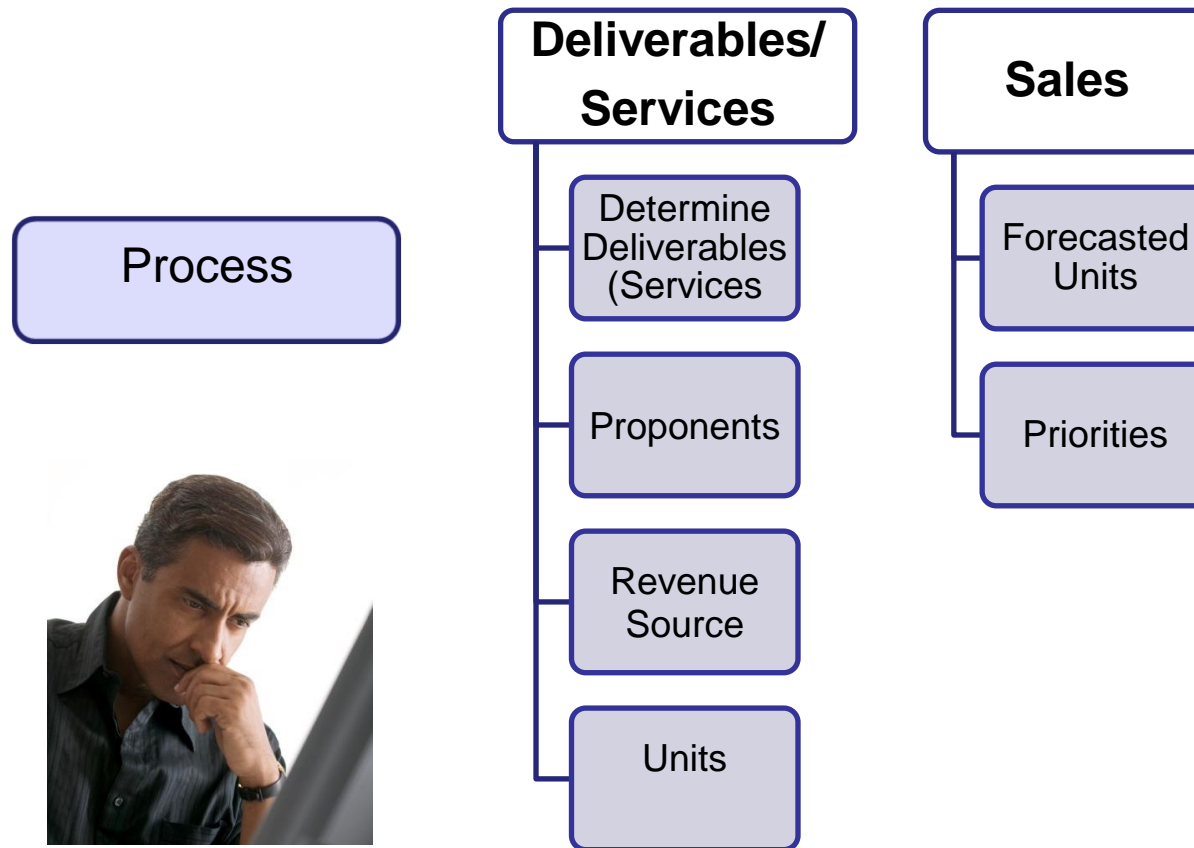 Process
Deliverables/
Services
Determine
Deliverables
(Services
Proponents
Revenue
Source
Units
Sales
Forecasted
Units
Priorities